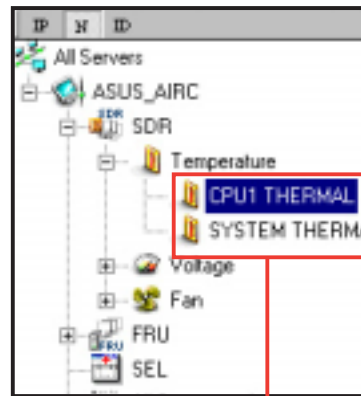 IP N ID
All Servers
ASUS_AIRC
SDR
SDR
Temperature
CPU1 THERMAL
SYSTEM THERMA
Voltage
Fan
FRU
FRU
SEL